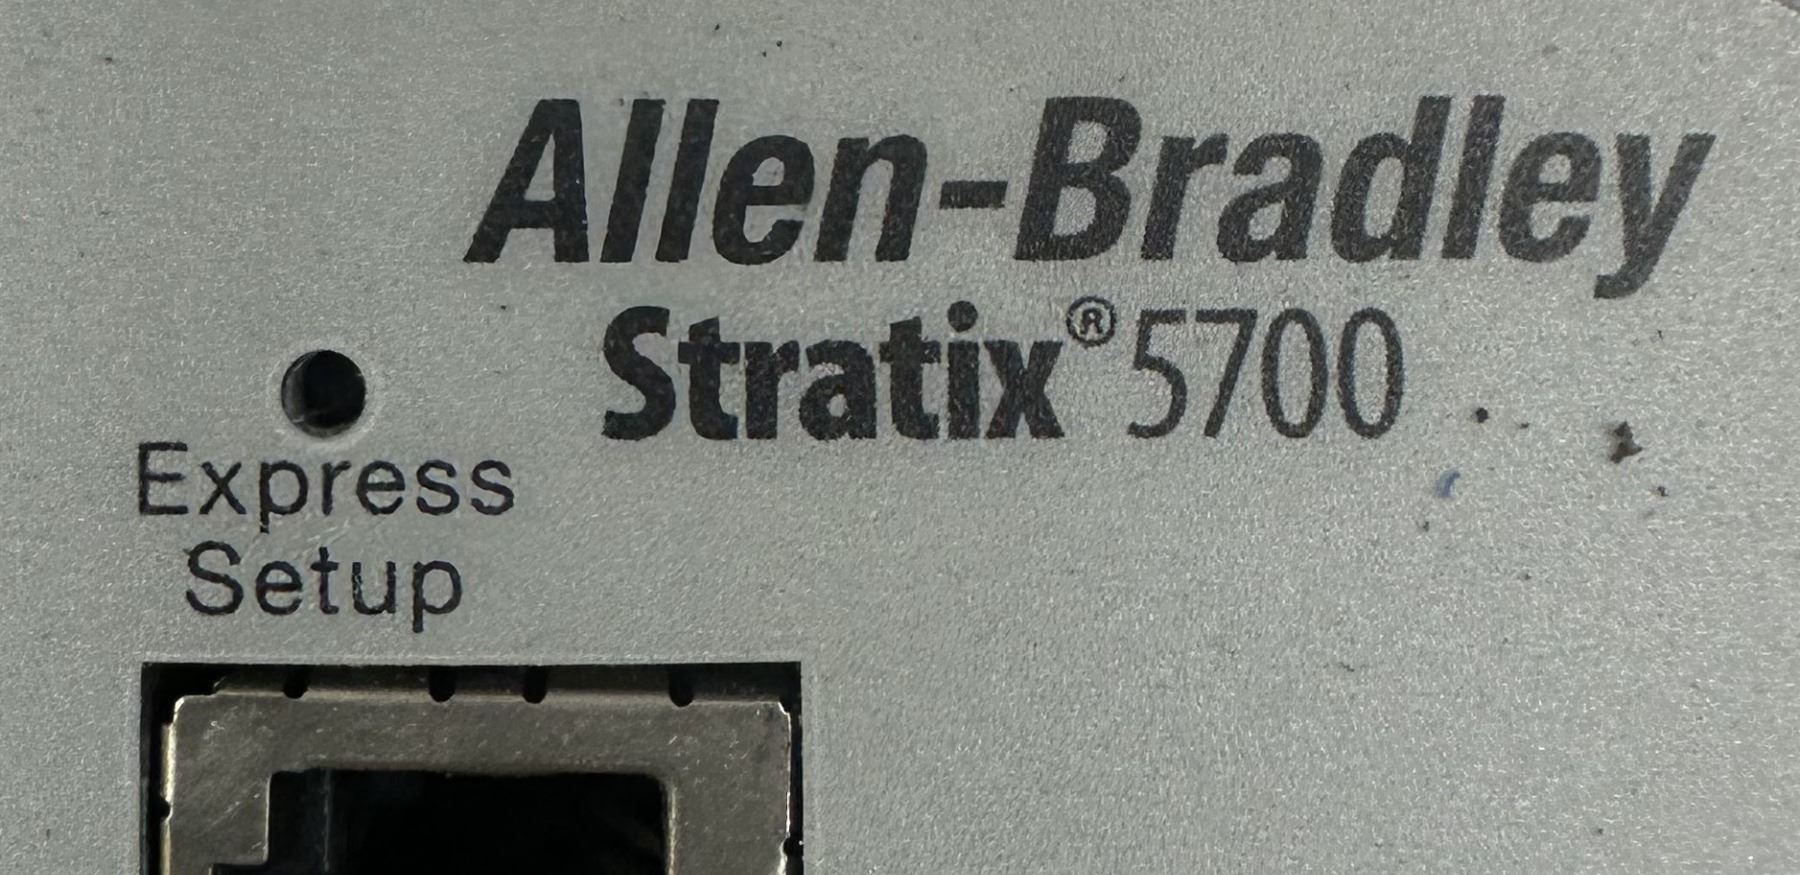 Allen-Bradley
Stratix® 5700
Express
Setup